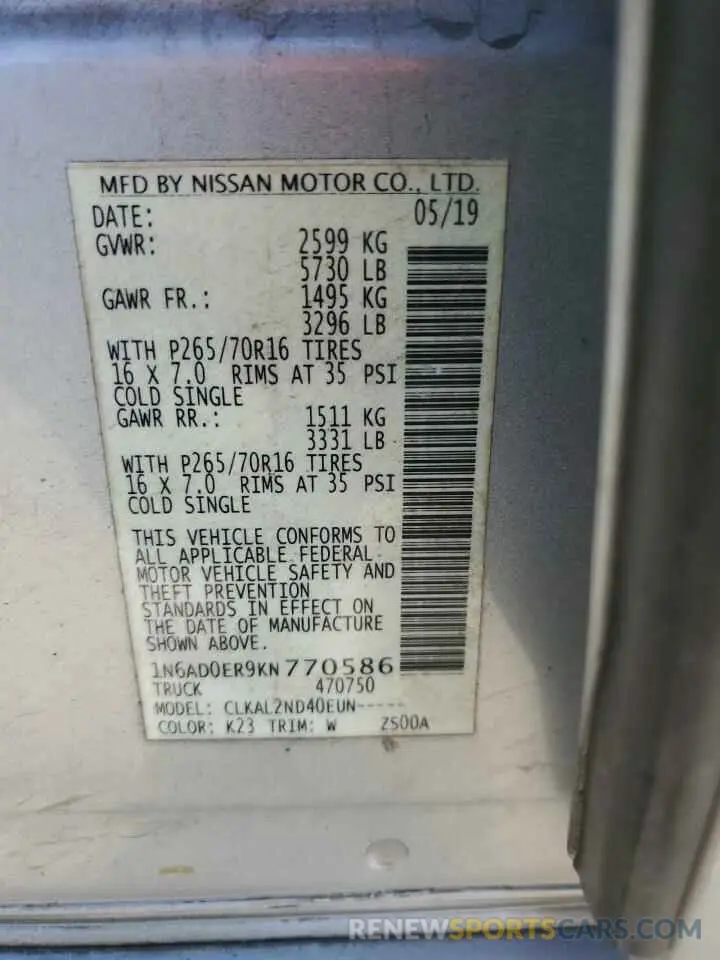 MFD BY NISSAN MOTOR CO., LTD.
DATE: 05/19
GVWR: 2599 KG
5730 LB
GAWR FR.: 1495 KG
3296 LB
WITH P265/70R16 TIRES
16 X 7.0 RIMS AT 35 PSI
COLD SINGLE
GAWR RR.: 1511 KG
3331 LB
WITH P265/70R16 TIRES
16 X 7.0 RIMS AT 35 PSI
COLD SINGLE
THIS VEHICLE CONFORMS TO
ALL APPLICABLE FEDERAL
MOTOR VEHICLE SAFETY AND
THEFT PREVENTION
STANDARDS IN EFFECT ON
THE DATE OF MANUFACTURE
SHOWN ABOVE.
1N6AD0ER9KN770586
TRUCK 470750
MODEL: CLKAL2ND40EUN-----
COLOR: K23 TRIM: W 2S00A
RENEWSPORTSCARS.COM